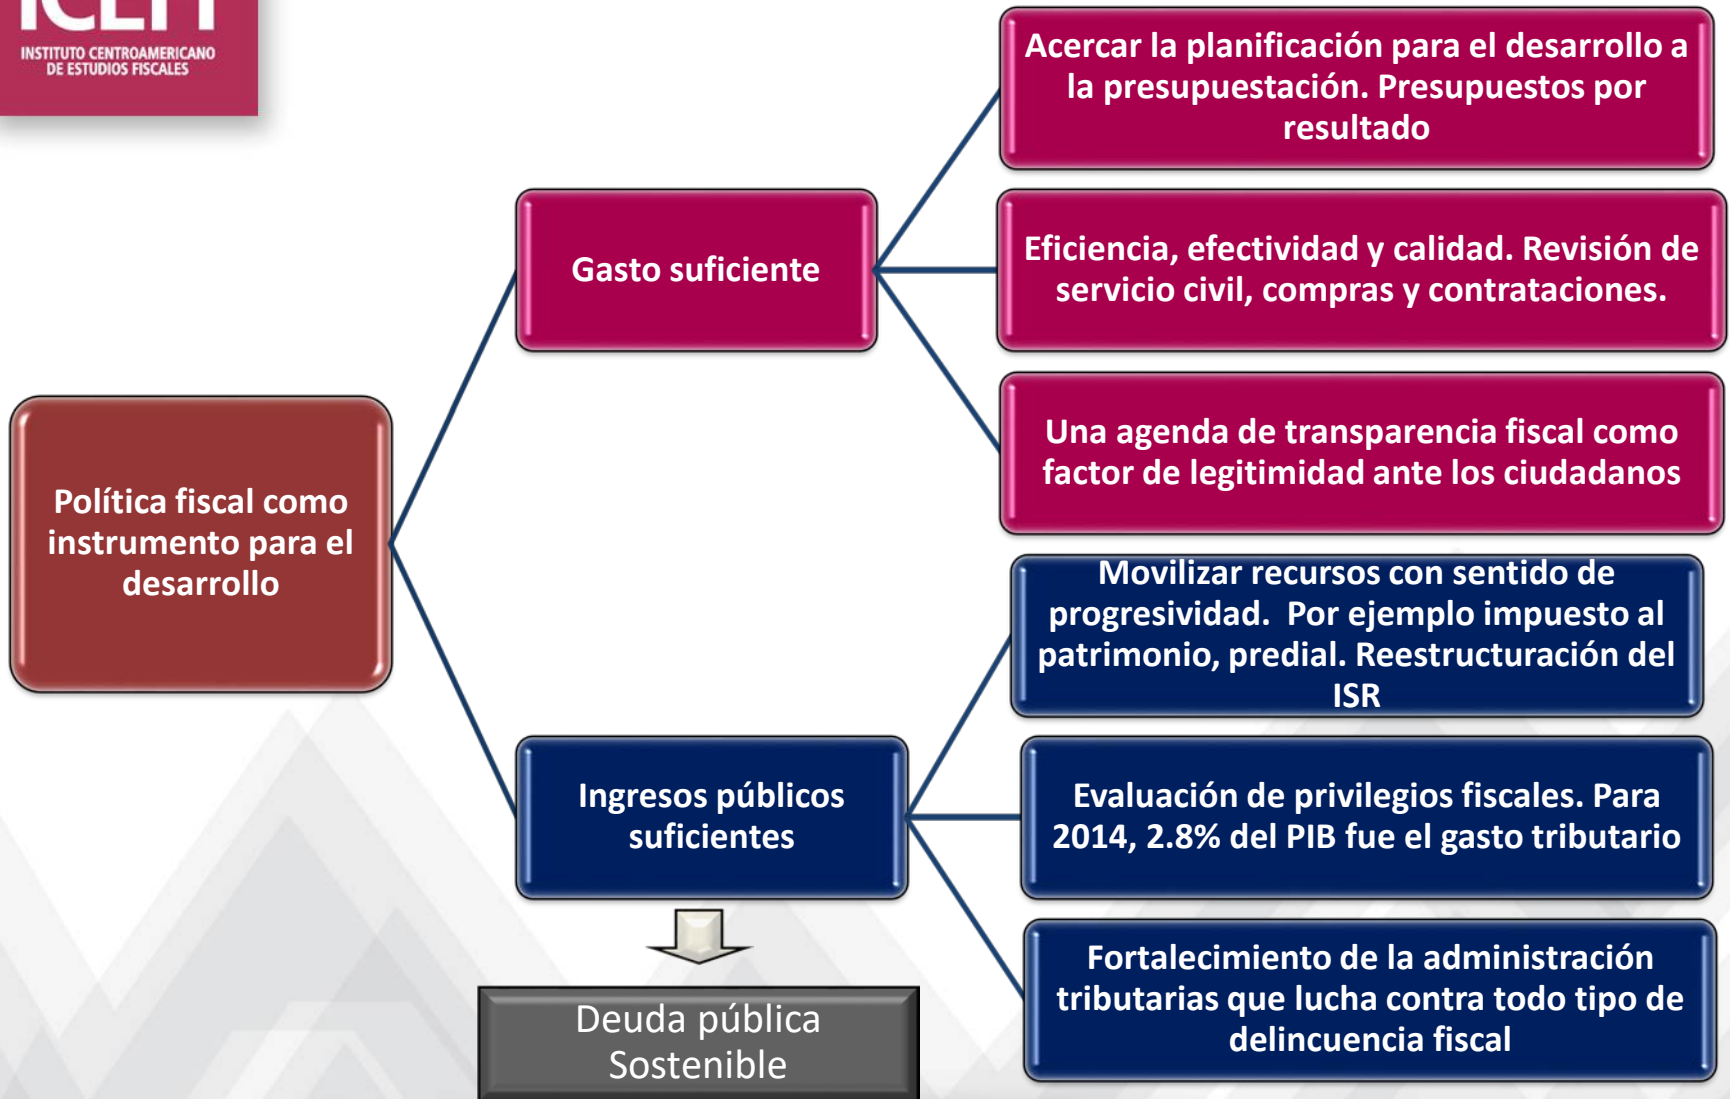 ICEFI
INSTITUTO CENTROAMERICANO
DE ESTUDIOS FISCALES
Política fiscal como
instrumento para el
desarrollo
Gasto suficiente
Acercar la planificación para el desarrollo a
la presupuestación. Presupuestos por
resultado
Eficiencia, efectividad y calidad. Revisión de
servicio civil, compras y contrataciones.
Una agenda de transparencia fiscal como
factor de legitimidad ante los ciudadanos
Ingresos públicos
suficientes
Movilizar recursos con sentido de
progresividad.  Por ejemplo impuesto al
patrimonio, predial. Reestructuración del
ISR
Evaluación de privilegios fiscales. Para
2014, 2.8% del PIB fue el gasto tributario
Fortalecimiento de la administración
tributarias que lucha contra todo tipo de
delincuencia fiscal
Deuda pública
Sostenible